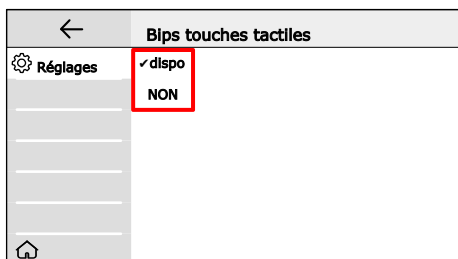 Bips touches tactiles
Réglages
✓dispo
NON